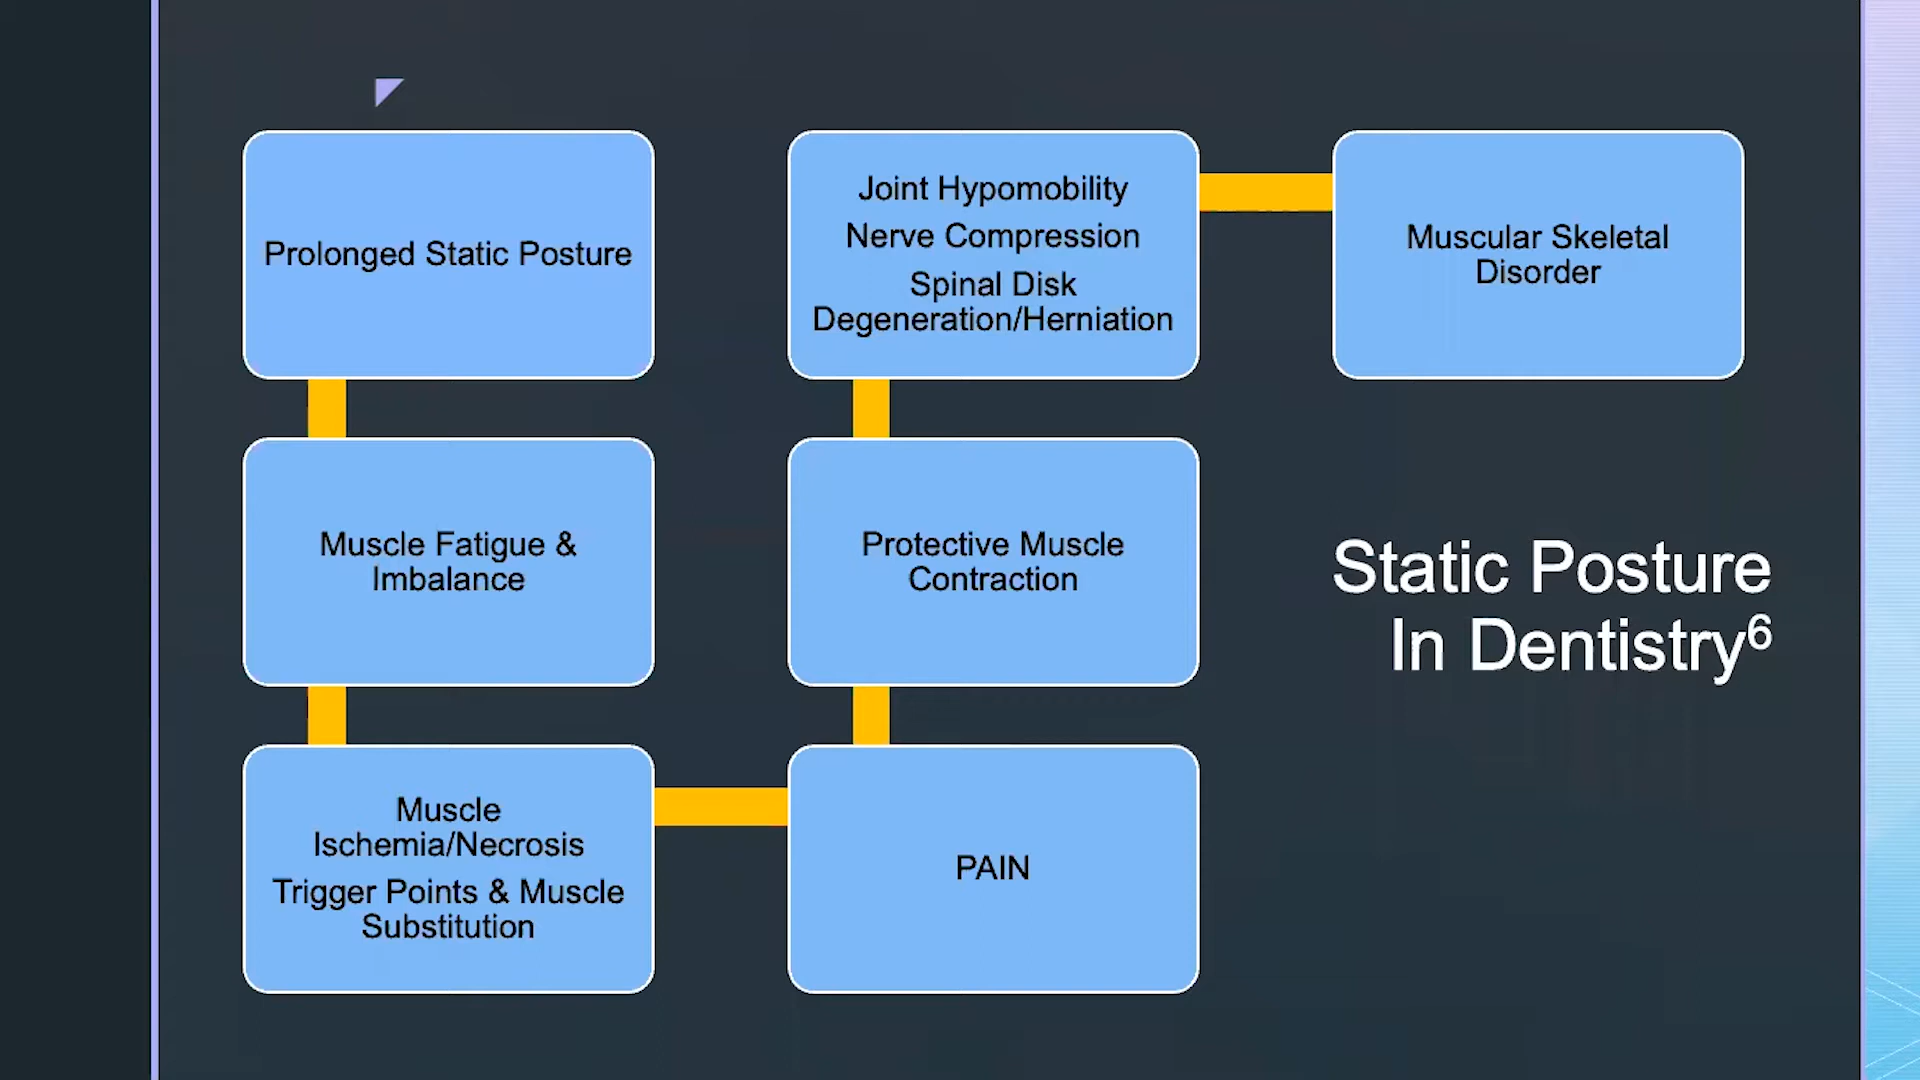 Prolonged Static Posture
Muscle Fatigue &
Imbalance
Muscle
Ischemia/Necrosis
Trigger Points & Muscle
Substitution
PAIN
Protective Muscle
Contraction
Joint Hypomobility
Nerve Compression
Spinal Disk
Degeneration/Herniation
Muscular Skeletal
Disorder
Static Posture
In Dentistry⁶